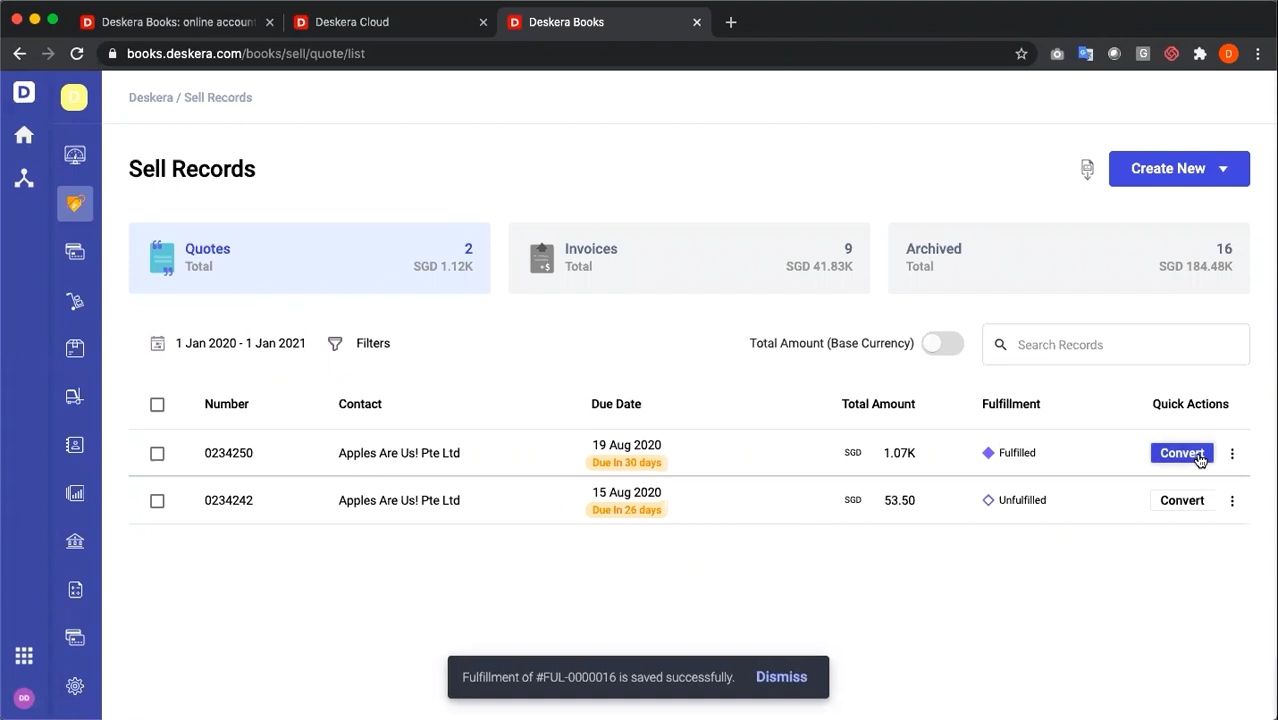 Deskera Books: online account
Deskera Cloud
Deskera Books
books.deskera.com/books/sell/quote/list
D
D
Deskera / Sell Records
Sell Records
Create New
Quotes 2
Total SGD 1.12K
Invoices 9
Total SGD 41.83K
Archived 16
Total SGD 184.48K
1 Jan 2020 - 1 Jan 2021 Filters
Total Amount (Base Currency)
Search Records
Number Contact Due Date Total Amount Fulfillment Quick Actions
0234250 Apples Are Us! Pte Ltd 19 Aug 2020 SGD 1.07K Fulfilled Convert
Due In 30 days
0234242 Apples Are Us! Pte Ltd 15 Aug 2020 SGD 53.50 Unfulfilled Convert
Due In 26 days
Fulfillment of #FUL-0000016 is saved successfully. Dismiss
DD